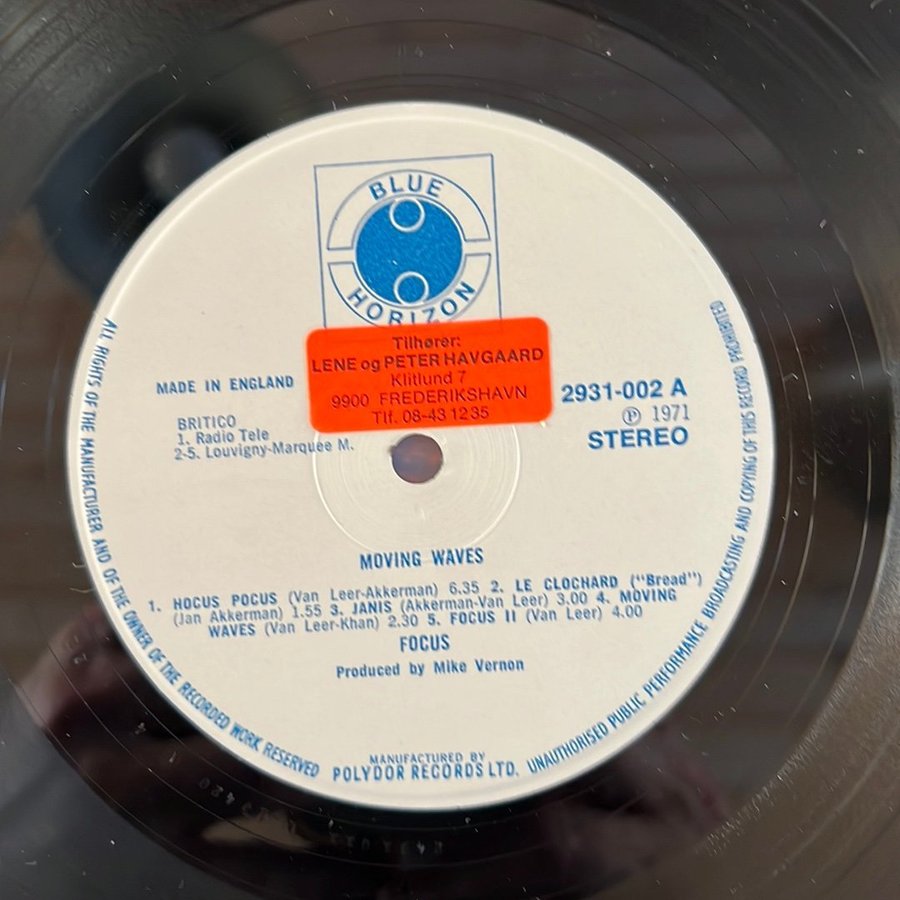 BLUE
HORIZON
Tilhører:
LENE og PETER HAVGAARD
Klitlund 7
9900 FREDERIKSHAVN
Tlf. 08-43 12 35
MADE IN ENGLAND
BRITICO
1. Radio Tele
2-5. Louvigny-Marquee M.
2931-002 A
Ⓟ 1971
STEREO
MOVING WAVES
1. HOCUS POCUS (Van Leer-Akkerman) 6.35 2. LE CLOCHARD ("Bread")
(Jan Akkerman) 1.55 3. JANIS (Akkerman-Van Leer) 3.00 4. MOVING
WAVES (Van Leer-Khan) 2.30 5. FOCUS II (Van Leer) 4.00
FOCUS
Produced by Mike Vernon
MANUFACTURED BY
POLYDOR RECORDS LTD.
ALL RIGHTS OF THE MANUFACTURER AND OF THE OWNER OF THE RECORDED WORK RESERVED
UNAUTHORISED PUBLIC PERFORMANCE BROADCASTING AND COPYING OF THIS RECORD PROHIBITED